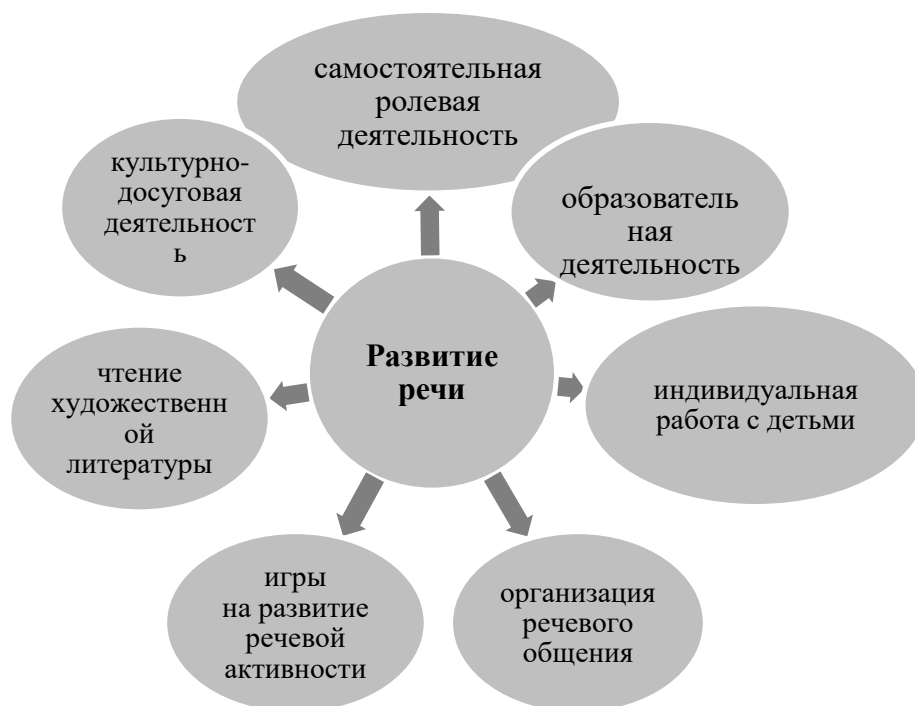 самостоятельная
ролевая
деятельность
культурно-
досуговая
деятельност
ь
образователь
ная
деятельность
Развитие
речи
чтение
художественн
ой
литературы
индивидуальная
работа с детьми
игры
на развитие
речевой
активности
организация
речевого
общения